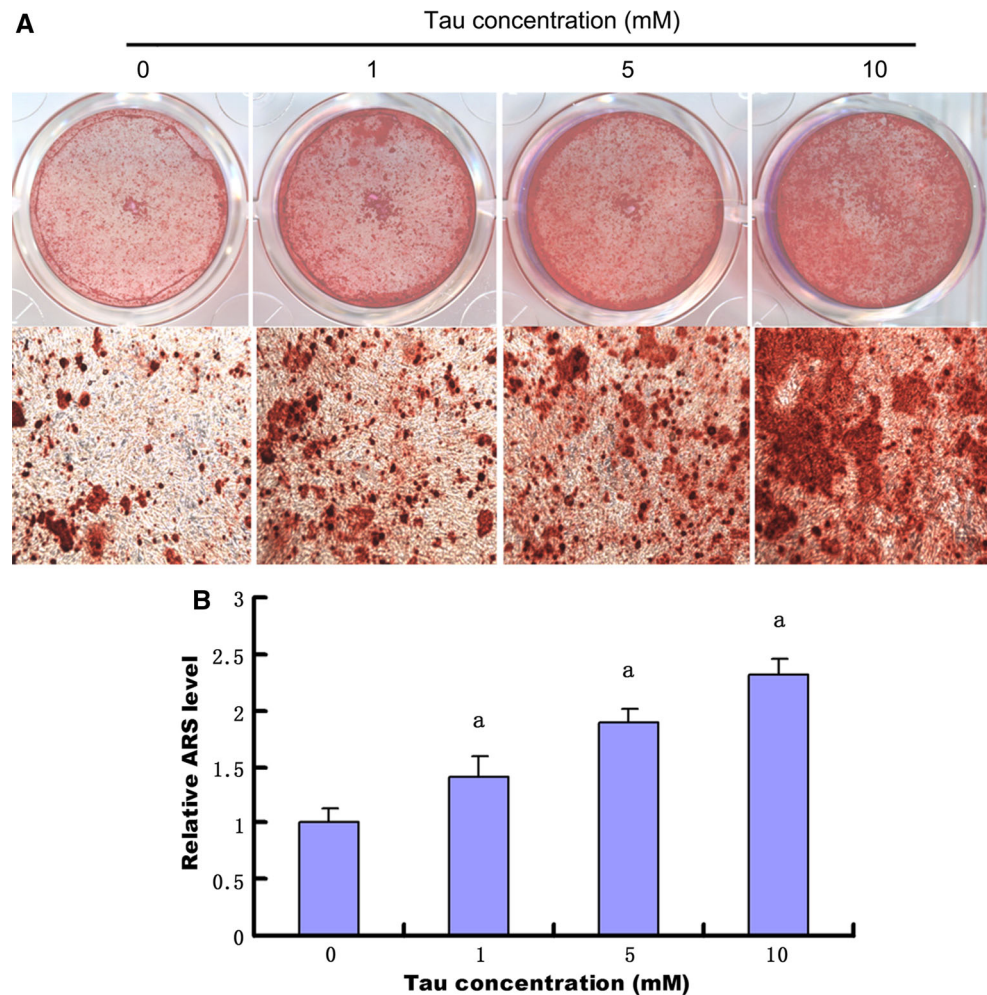 A
Tau concentration (mM)
0 1 5 10
B
3
2.5
2
1.5
1
0.5
0
a
a
a
Relative ARS level
0 1 5 10
Tau concentration (mM)